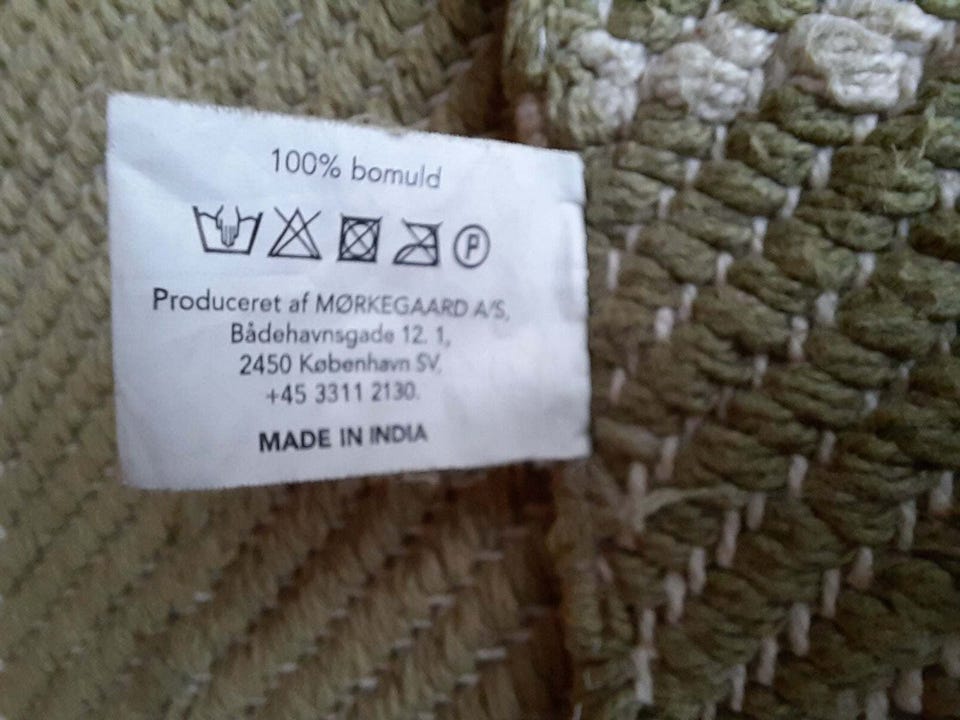 100% bomuld
P
Produceret af MØRKEGAARD A/S,
Bådehavnsgade 12. 1,
2450 København SV.
+45 3311 2130.
MADE IN INDIA